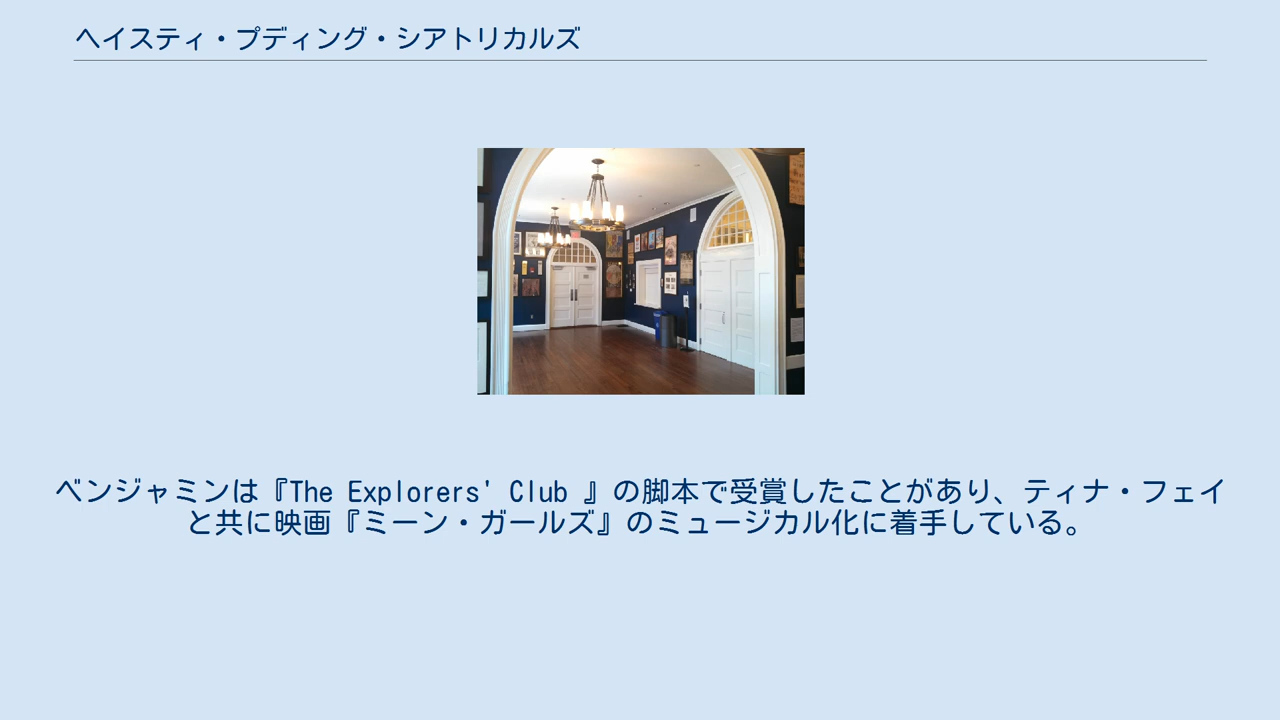 ヘイスティ・プディング・シアトリカルズ
ベンジャミンは『The Explorers' Club 』の脚本で受賞したことがあり、ティナ・フェイ
と共に映画『ミーン・ガールズ』のミュージカル化に着手している。